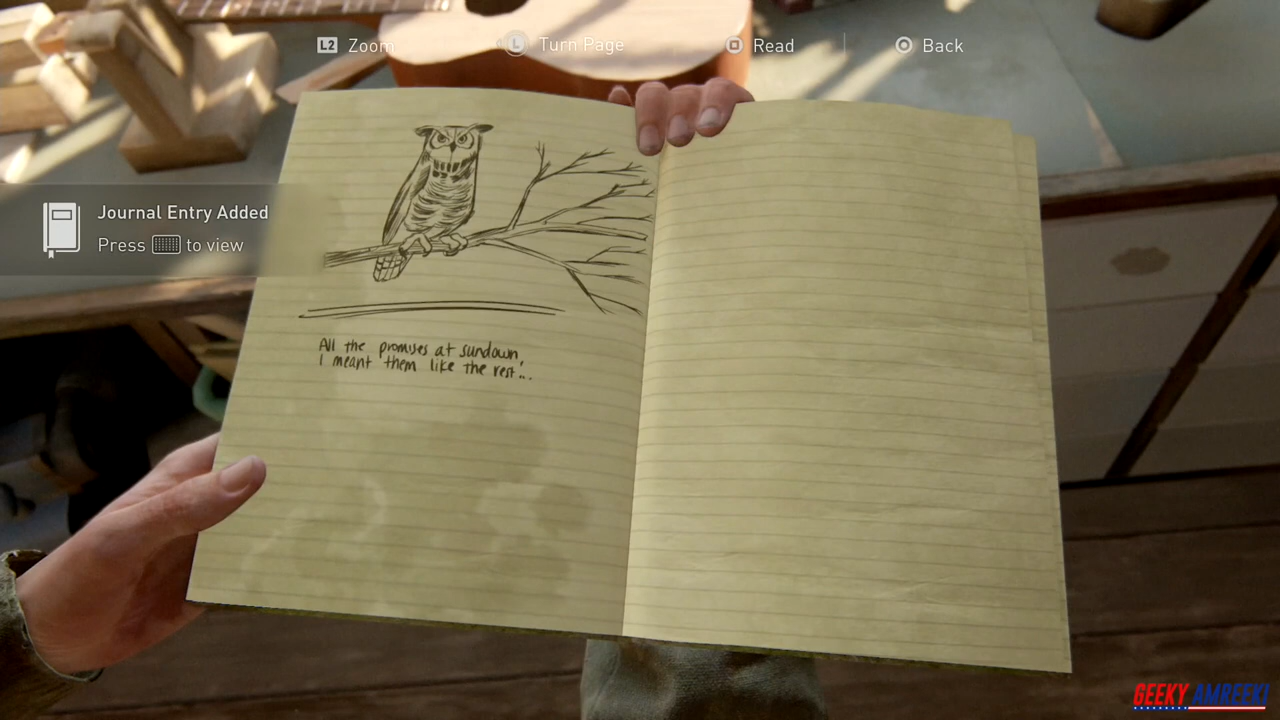 L2 Zoom
L Turn Page
Read
Back
Journal Entry Added
Press to view
All the promises at sundown,
I meant them like the rest...
GEEKY AMREEKI